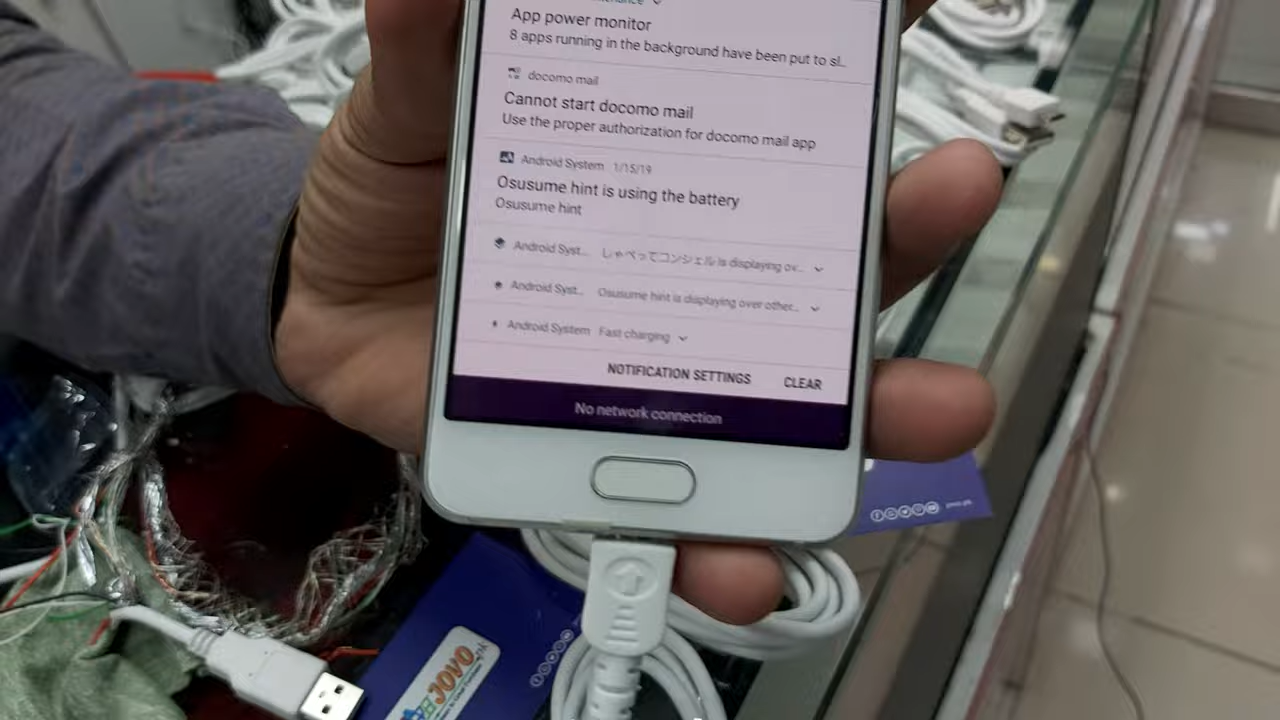 App power monitor
8 apps running in the background have been put to sl..
docomo mail
Cannot start docomo mail
Use the proper authorization for docomo mail app
Android System 1/15/19
Osusume hint is using the battery
Osusume hint
Android Syst... しゃべってコンシェル is displaying ov...
Android Syst... Osusume hint is displaying over other...
Android System Fast charging
NOTIFICATION SETTINGS CLEAR
No network connection
JOVO